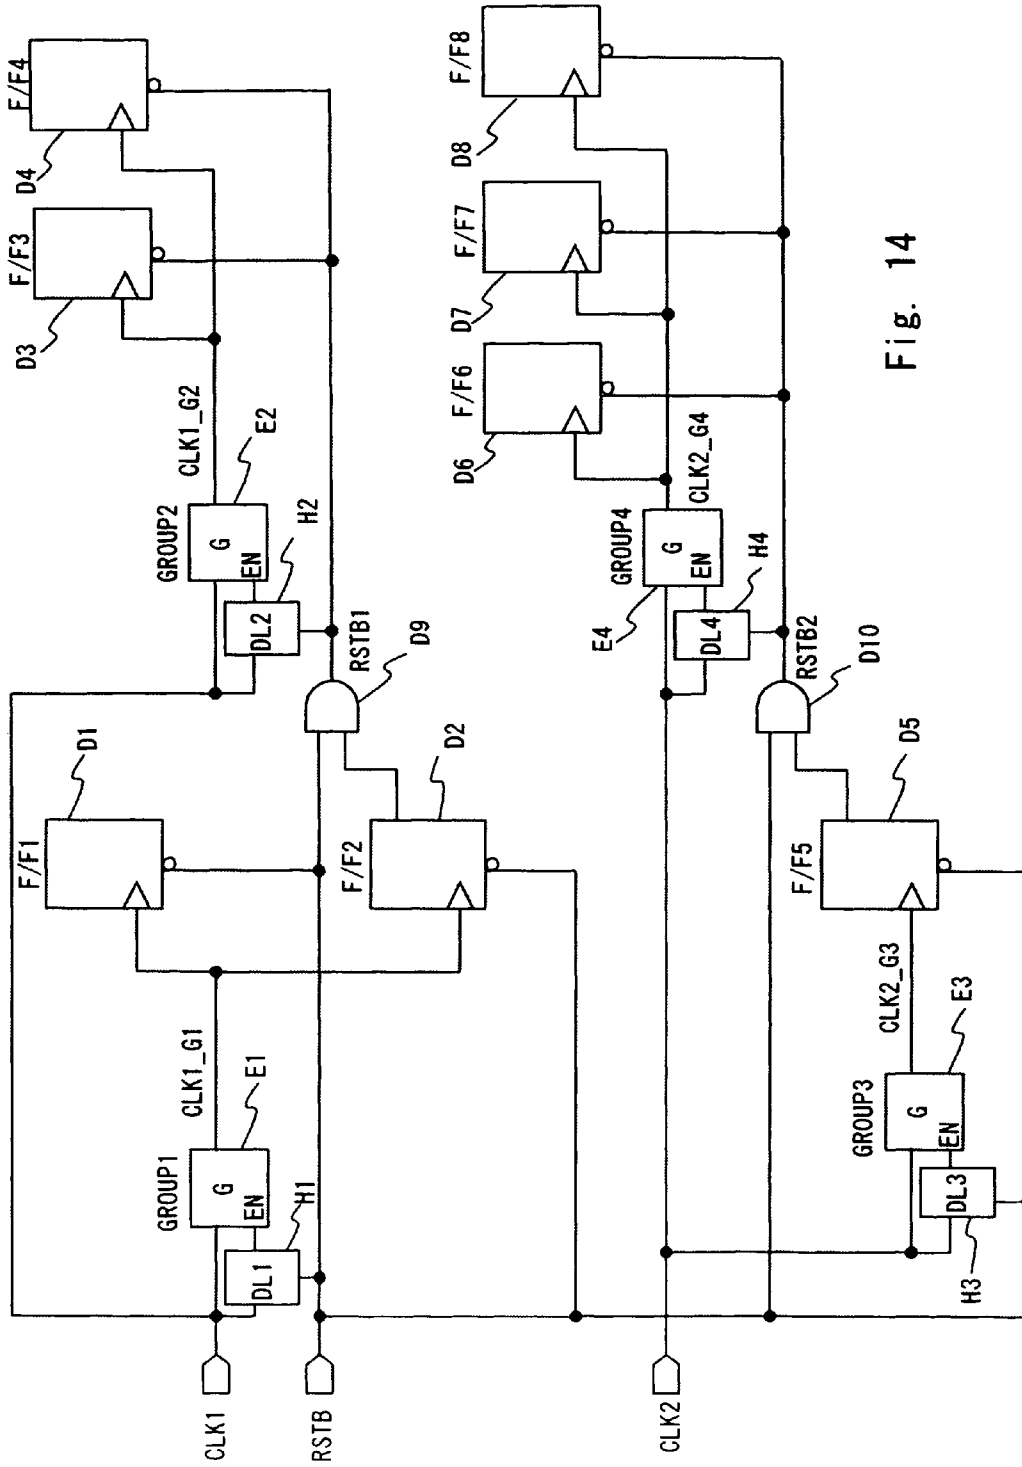 CLK1
RSTB
CLK2
GROUP1
G
EN
DL1
E1
H1
CLK1_G1
F/F1
D1
F/F2
D2
GROUP2
G
EN
DL2
E2
H2
RSTB1
D9
CLK1_G2
F/F3
D3
F/F4
D4
GROUP3
G
EN
DL3
E3
H3
CLK2_G3
F/F5
D5
GROUP4
G
EN
DL4
E4
H4
RSTB2
D10
CLK2_G4
F/F6
D6
F/F7
D7
F/F8
D8
Fig. 14